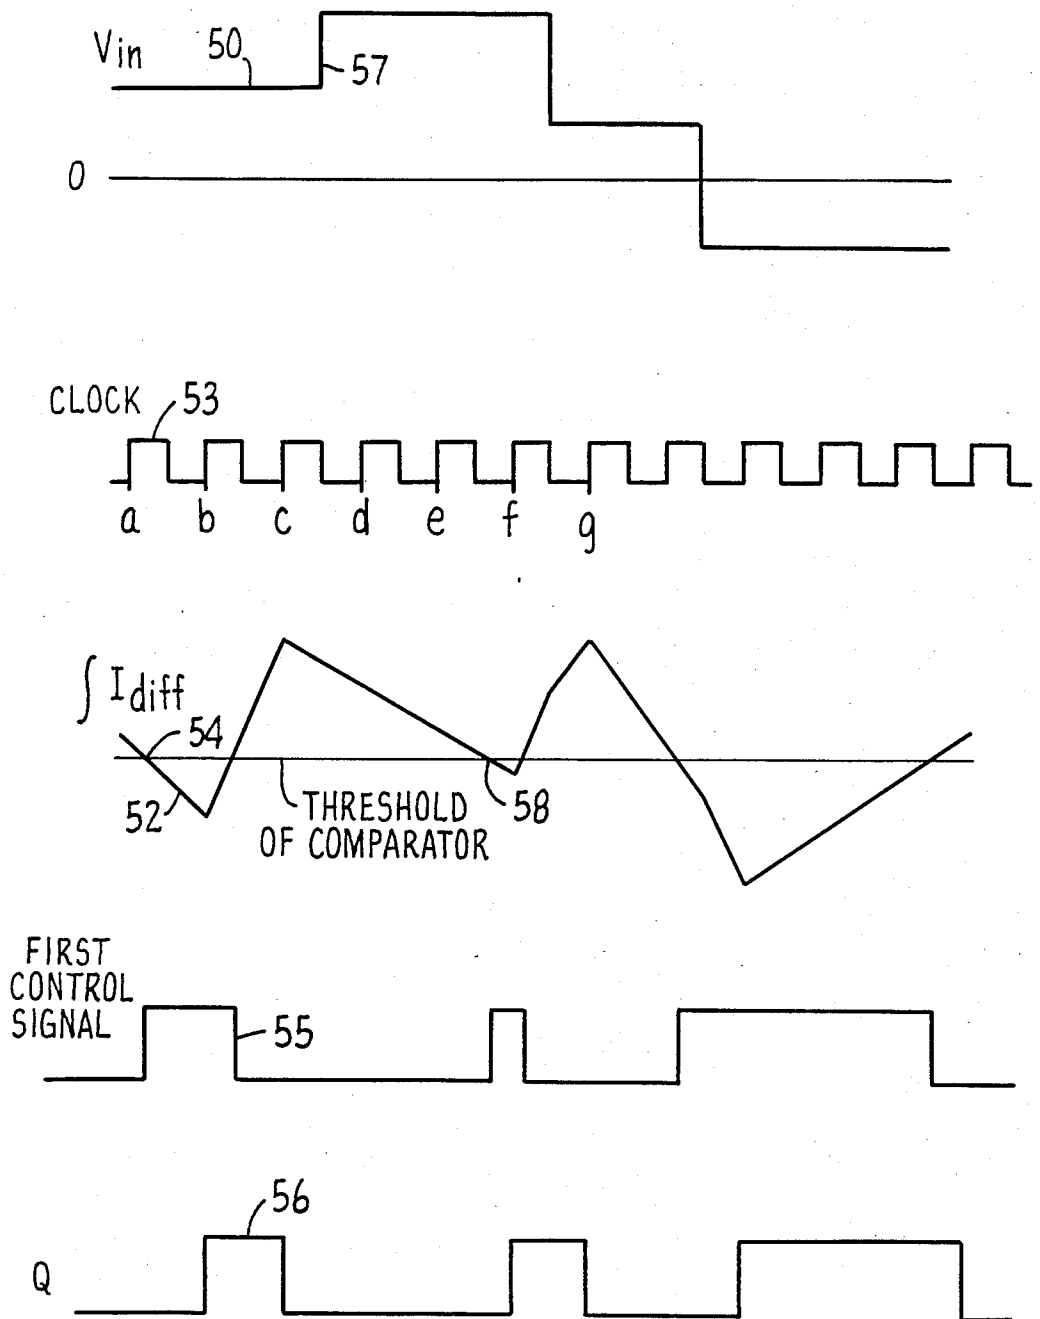 Vin 50 57
0
CLOCK 53
a b c d e f g
∫ Idiff
54
52
THRESHOLD
OF COMPARATOR
58
FIRST
CONTROL
SIGNAL
55
56
Q